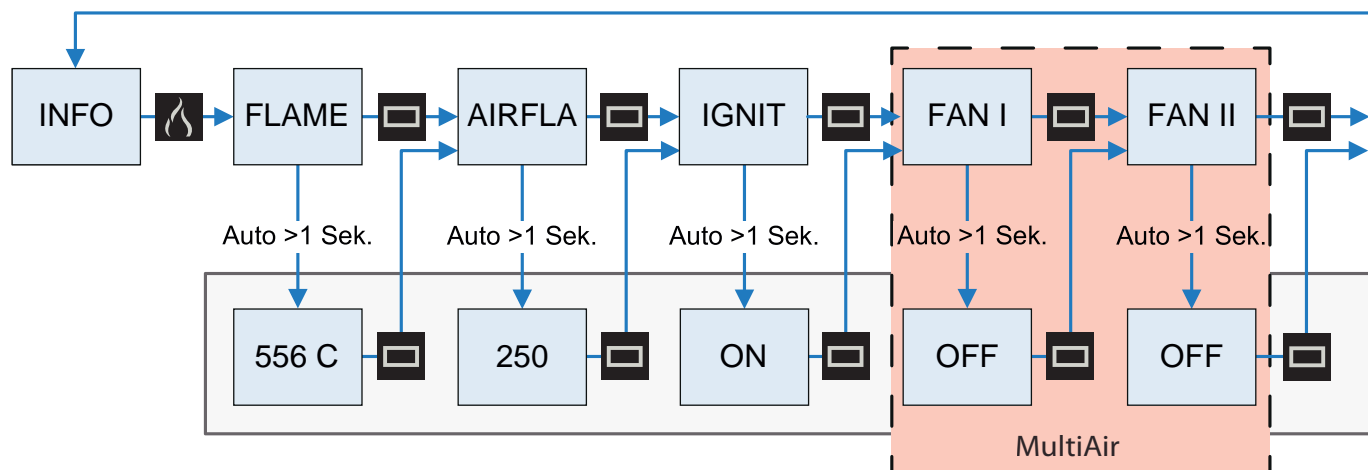 INFO
FLAME
AIRFLA
IGNIT
FAN I
FAN II
Auto >1 Sek.
Auto >1 Sek.
Auto >1 Sek.
Auto >1 Sek.
Auto >1 Sek.
556 C
250
ON
OFF
OFF
MultiAir